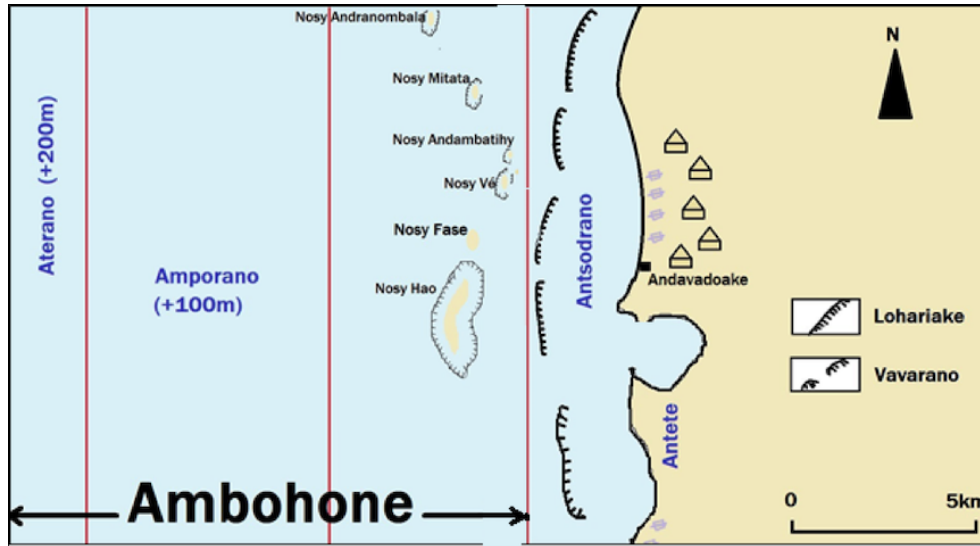 Nosy Andranombala
N
Nosy Mitata
Nosy Andambatihy
Nosy Vé
Aterano (+200m)
Antsodrano
Nosy Fase
Amporano
(+100m)
Nosy Hao
Andavadoake
Lohariake
Vavarano
Antete
Ambohone
0
5km